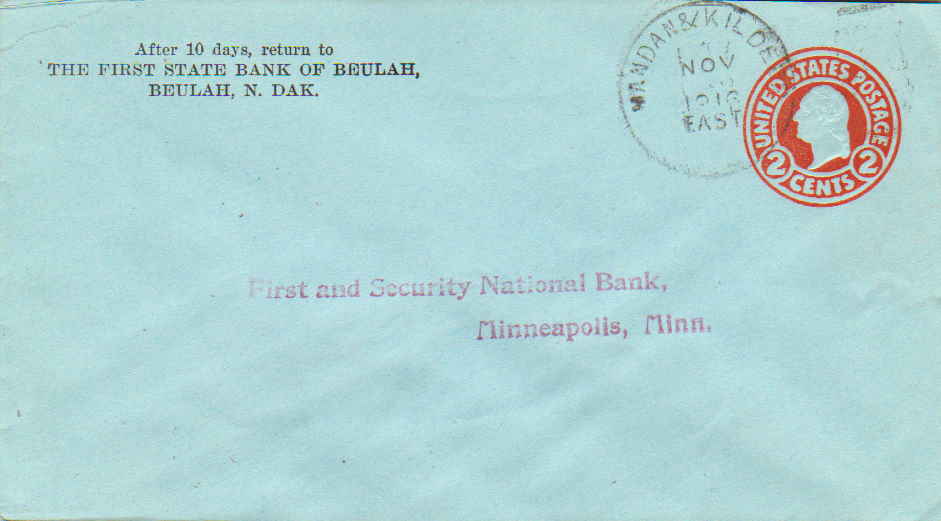 After 10 days, return to
THE FIRST STATE BANK OF BEULAH,
BEULAH, N. DAK.
MANDAN & KILDE
NOV
1916
EAST
UNITED STATES POSTAGE
2 CENTS 2
First and Security National Bank,
Minneapolis, Minn.